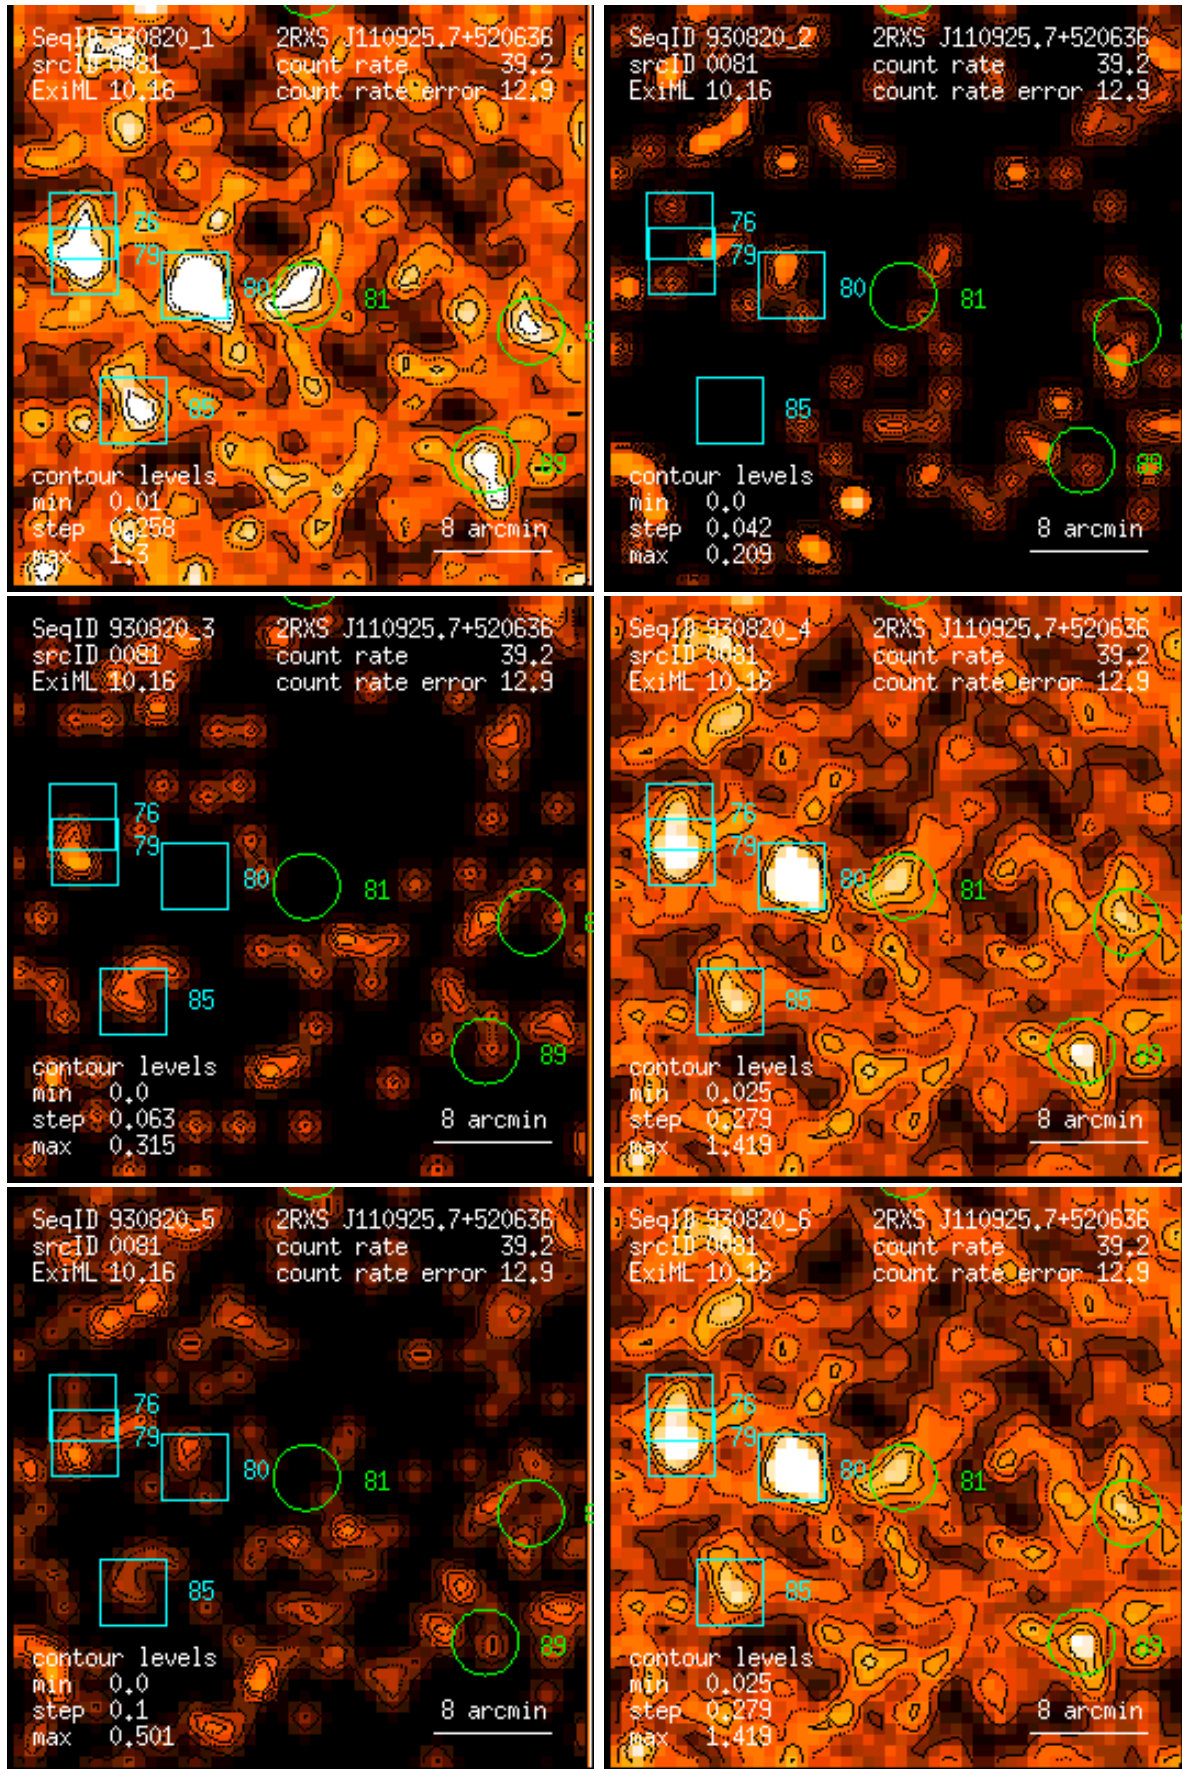 SeqID 930820_1 2RXS J110925.7+520636
srcID 0081 count rate 39.2
ExiML 10.16 count rate error 12.9
76
79
80 81
85
89
contour levels
min 0.01
step 0.258 8 arcmin
max 1.3
SeqID 930820_2 2RXS J110925.7+520636
srcID 0081 count rate 39.2
ExiML 10.16 count rate error 12.9
76
79
80 81
85
89
contour levels
min 0.0
step 0.042 8 arcmin
max 0.209
SeqID 930820_3 2RXS J110925.7+520636
srcID 0081 count rate 39.2
ExiML 10.16 count rate error 12.9
76
79
80 81
85
89
contour levels
min 0.0
step 0.063 8 arcmin
max 0.315
SeqID 930820_4 2RXS J110925.7+520636
srcID 0081 count rate 39.2
ExiML 10.16 count rate error 12.9
76
79
80 81
85
89
contour levels
min 0.025
step 0.279 8 arcmin
max 1.419
SeqID 930820_5 2RXS J110925.7+520636
srcID 0081 count rate 39.2
ExiML 10.16 count rate error 12.9
76
79
80 81
85
89
contour levels
min 0.0
step 0.1 8 arcmin
max 0.501
SeqID 930820_6 2RXS J110925.7+520636
srcID 0081 count rate 39.2
ExiML 10.16 count rate error 12.9
76
79
80 81
85
89
contour levels
min 0.025
step 0.279 8 arcmin
max 1.419